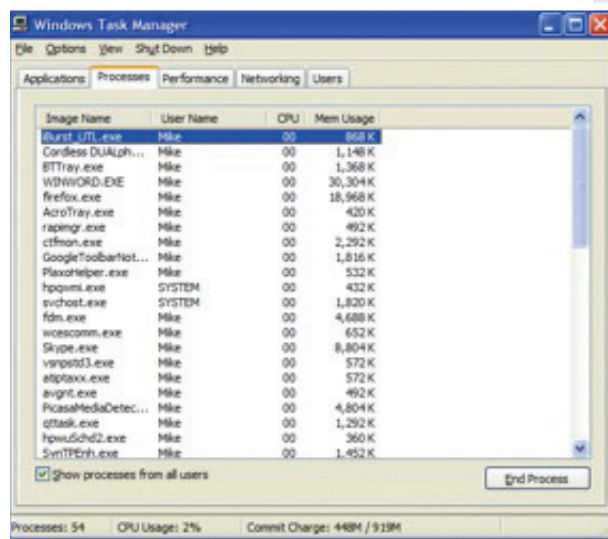 Windows Task Manager
File Options View Shut Down Help
Applications Processes Performance Networking Users
Image Name User Name CPU Mem Usage
iBurst_UTL.exe Mike 00 868 K
Cordless DUALph... Mike 00 1,148 K
BTTray.exe Mike 00 1,368 K
WINWORD.EXE Mike 00 30,304 K
firefox.exe Mike 00 18,968 K
AcroTray.exe Mike 00 420 K
rapimgr.exe Mike 00 492 K
ctfmon.exe Mike 00 2,292 K
GoogleToolbarNot... Mike 00 1,816 K
PlaxoHelper.exe Mike 00 532 K
hpqwmi.exe SYSTEM 00 432 K
svchost.exe SYSTEM 00 1,820 K
fdm.exe Mike 00 4,688 K
wcescomm.exe Mike 00 652 K
Skype.exe Mike 00 8,804 K
vsnpstd3.exe Mike 00 572 K
atiptaxx.exe Mike 00 572 K
avgnt.exe Mike 00 492 K
PicasaMediaDetec... Mike 00 4,804 K
qttask.exe Mike 00 1,292 K
hpwuSchd2.exe Mike 00 360 K
SynTPEnh.exe Mike 00 1,452 K
Show processes from all users
End Process
Processes: 54 CPU Usage: 2% Commit Charge: 448M / 919M